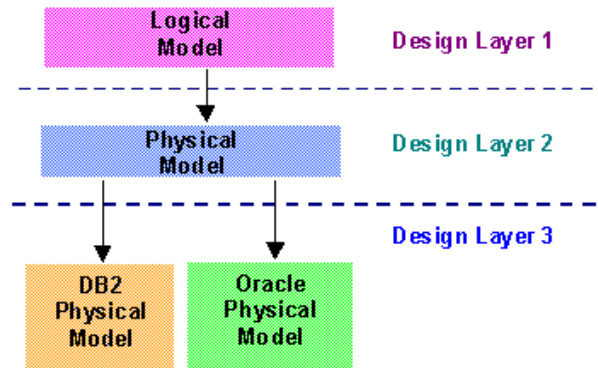 Logical
Model
Design Layer 1
Physical
Model
Design Layer 2
Design Layer 3
DB2
Physical
Model
Oracle
Physical
Model